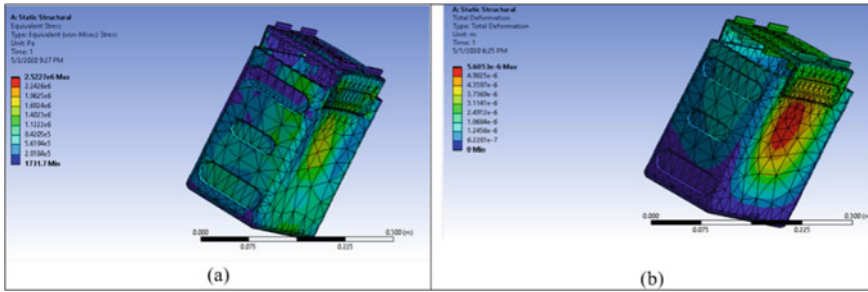 A: Static Structural
Equivalent Stress
Type: Equivalent (von-Mises) Stress
Unit: Pa
Time: 1
5/2/2020 9:27 PM
2.5227e6 Max
2.2426e6
1.9625e6
1.6824e6
1.4023e6
1.1222e6
8.4205e5
5.6194e5
2.8184e5
1731.7 Min
0.000
0.075
0.225
0.300 (m)
(a)
A: Static Structural
Total Deformation
Type: Total Deformation
Unit: m
Time: 1
5/1/2020 6:25 PM
5.6053e-6 Max
4.9825e-6
4.3597e-6
3.7369e-6
3.1141e-6
2.4912e-6
1.8684e-6
1.2456e-6
6.2281e-7
0 Min
0.000
0.075
0.225
0.300
(b)